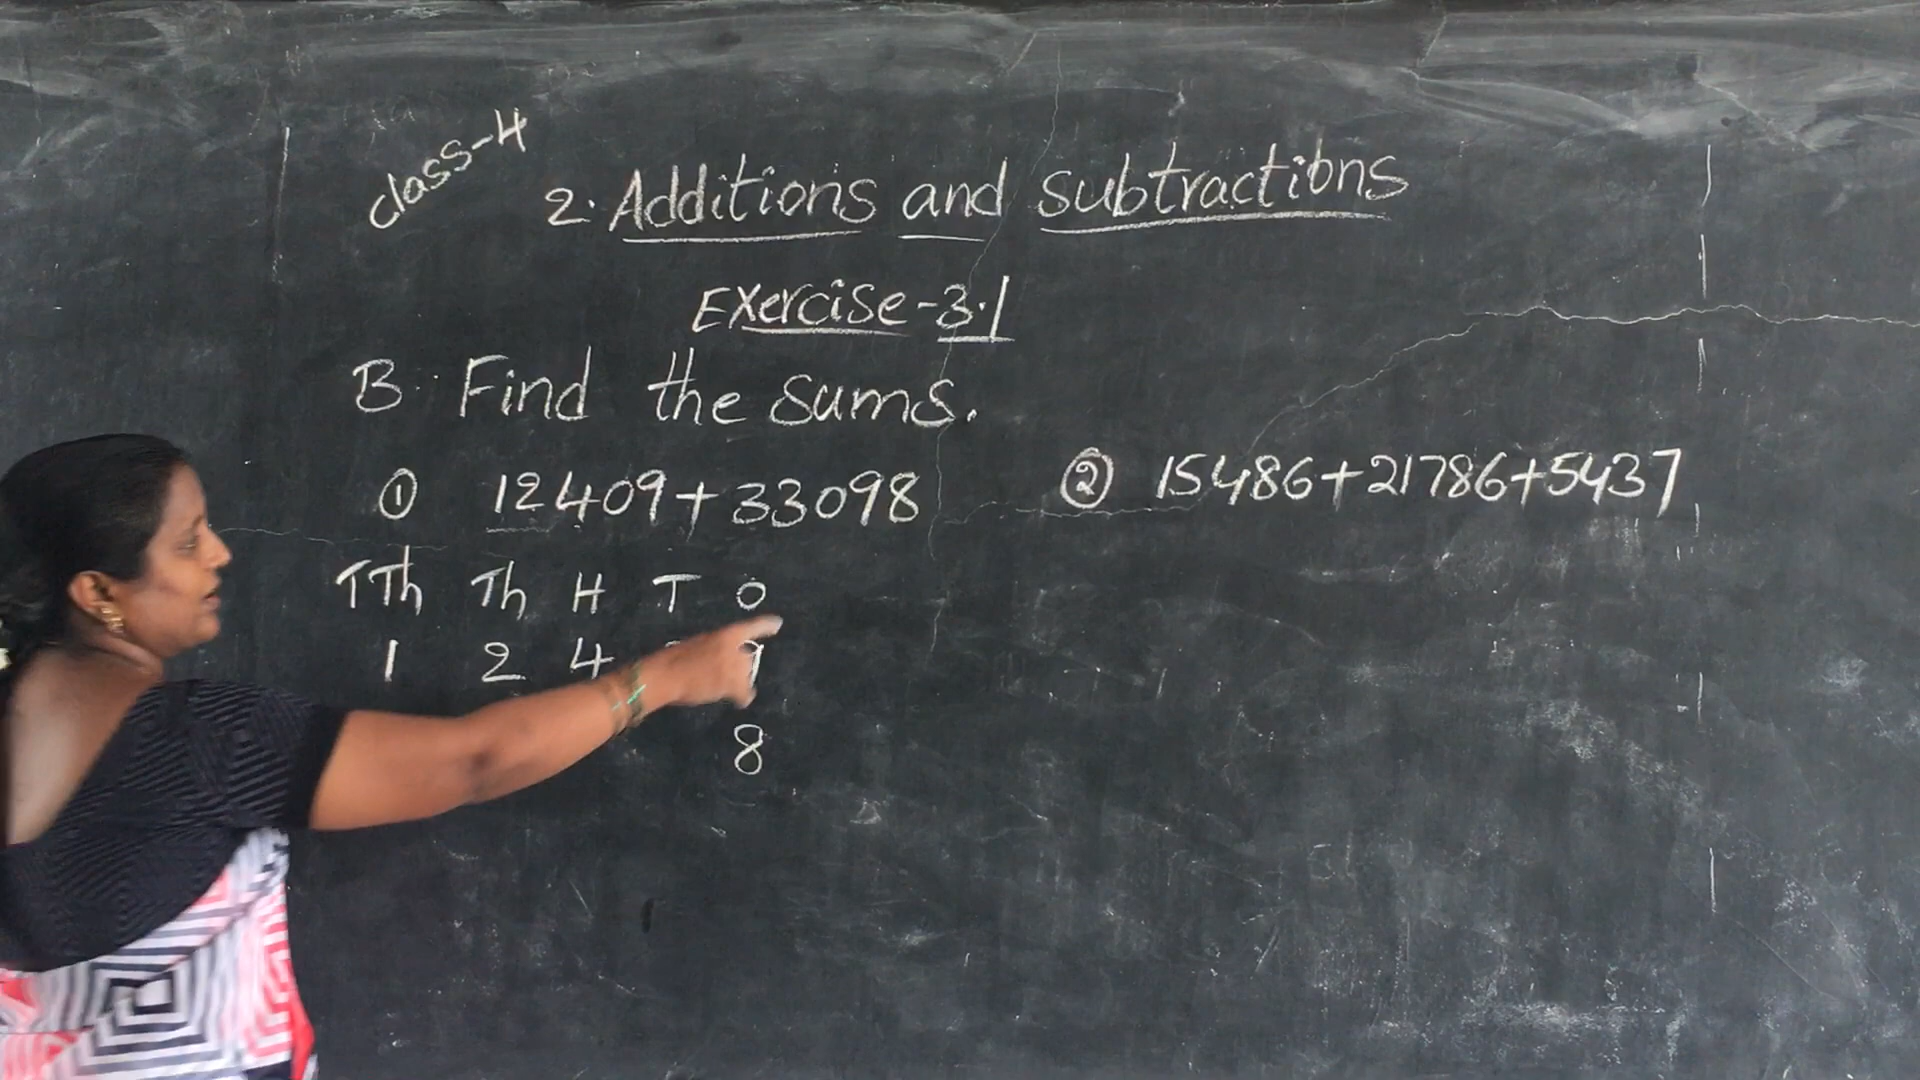 class-4
2. Additions and subtractions
Exercise-3.1
B. Find the sums.
① 12409+33098
② 15486+21786+5437
TTh Th H T O
1 2 4 9
8